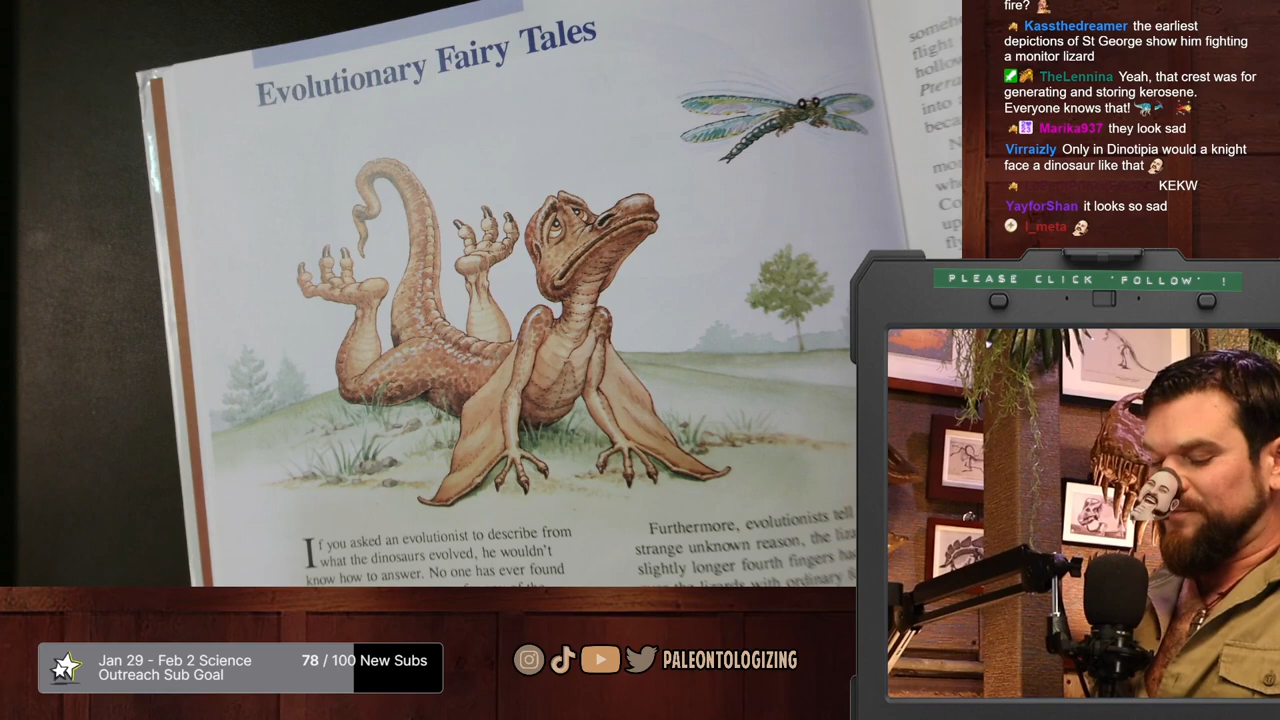 Evolutionary Fairy Tales
If you asked an evolutionist to describe from
what the dinosaurs evolved, he wouldn't
know how to answer. No one has ever found
Furthermore, evolutionists tell
strange unknown reason, the
slightly longer fourth fingers
the lizards with ordinary
flight
fire?
Kassthedreamer the earliest
depictions of St George show him fighting
a monitor lizard
TheLennina Yeah, that crest was for
generating and storing kerosene.
Everyone knows that!
Marika937 they look sad
Virraizly Only in Dinotipia would a knight
face a dinosaur like that
KEKW
YayforShan it looks so sad
I_meta
PLEASE CLICK 'FOLLOW' !
Jan 29 - Feb 2 Science
Outreach Sub Goal
78 / 100 New Subs
PALEONTOLOGIZING